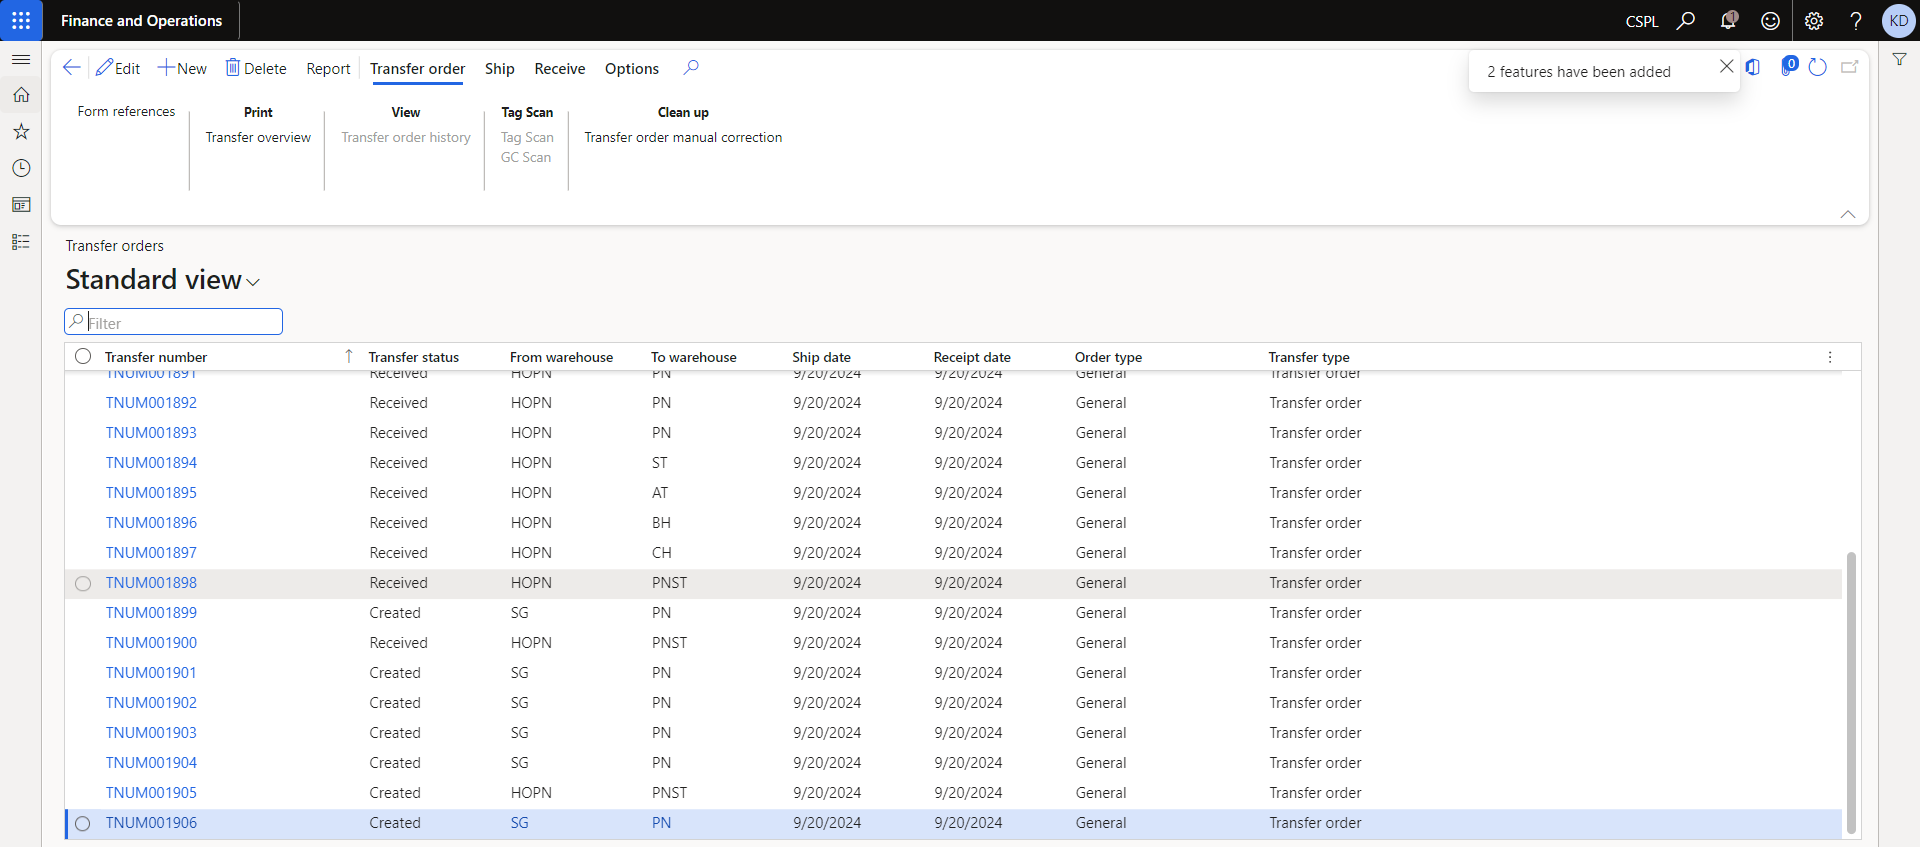 Finance and Operations CSPL 1 ? KD
Edit New Delete Report Transfer order Ship Receive Options 2 features have been added 0
Form references Print View Tag Scan Clean up
Transfer overview Transfer order history Tag Scan Transfer order manual correction
GC Scan
Transfer orders
Standard view
Filter
Transfer number Transfer status From warehouse To warehouse Ship date Receipt date Order type Transfer type
TNUM001891 Received HOPN PN 9/20/2024 9/20/2024 General Transfer order
TNUM001892 Received HOPN PN 9/20/2024 9/20/2024 General Transfer order
TNUM001893 Received HOPN PN 9/20/2024 9/20/2024 General Transfer order
TNUM001894 Received HOPN ST 9/20/2024 9/20/2024 General Transfer order
TNUM001895 Received HOPN AT 9/20/2024 9/20/2024 General Transfer order
TNUM001896 Received HOPN BH 9/20/2024 9/20/2024 General Transfer order
TNUM001897 Received HOPN CH 9/20/2024 9/20/2024 General Transfer order
TNUM001898 Received HOPN PNST 9/20/2024 9/20/2024 General Transfer order
TNUM001899 Created SG PN 9/20/2024 9/20/2024 General Transfer order
TNUM001900 Received HOPN PNST 9/20/2024 9/20/2024 General Transfer order
TNUM001901 Created SG PN 9/20/2024 9/20/2024 General Transfer order
TNUM001902 Created SG PN 9/20/2024 9/20/2024 General Transfer order
TNUM001903 Created SG PN 9/20/2024 9/20/2024 General Transfer order
TNUM001904 Created SG PN 9/20/2024 9/20/2024 General Transfer order
TNUM001905 Created HOPN PNST 9/20/2024 9/20/2024 General Transfer order
TNUM001906 Created SG PN 9/20/2024 9/20/2024 General Transfer order